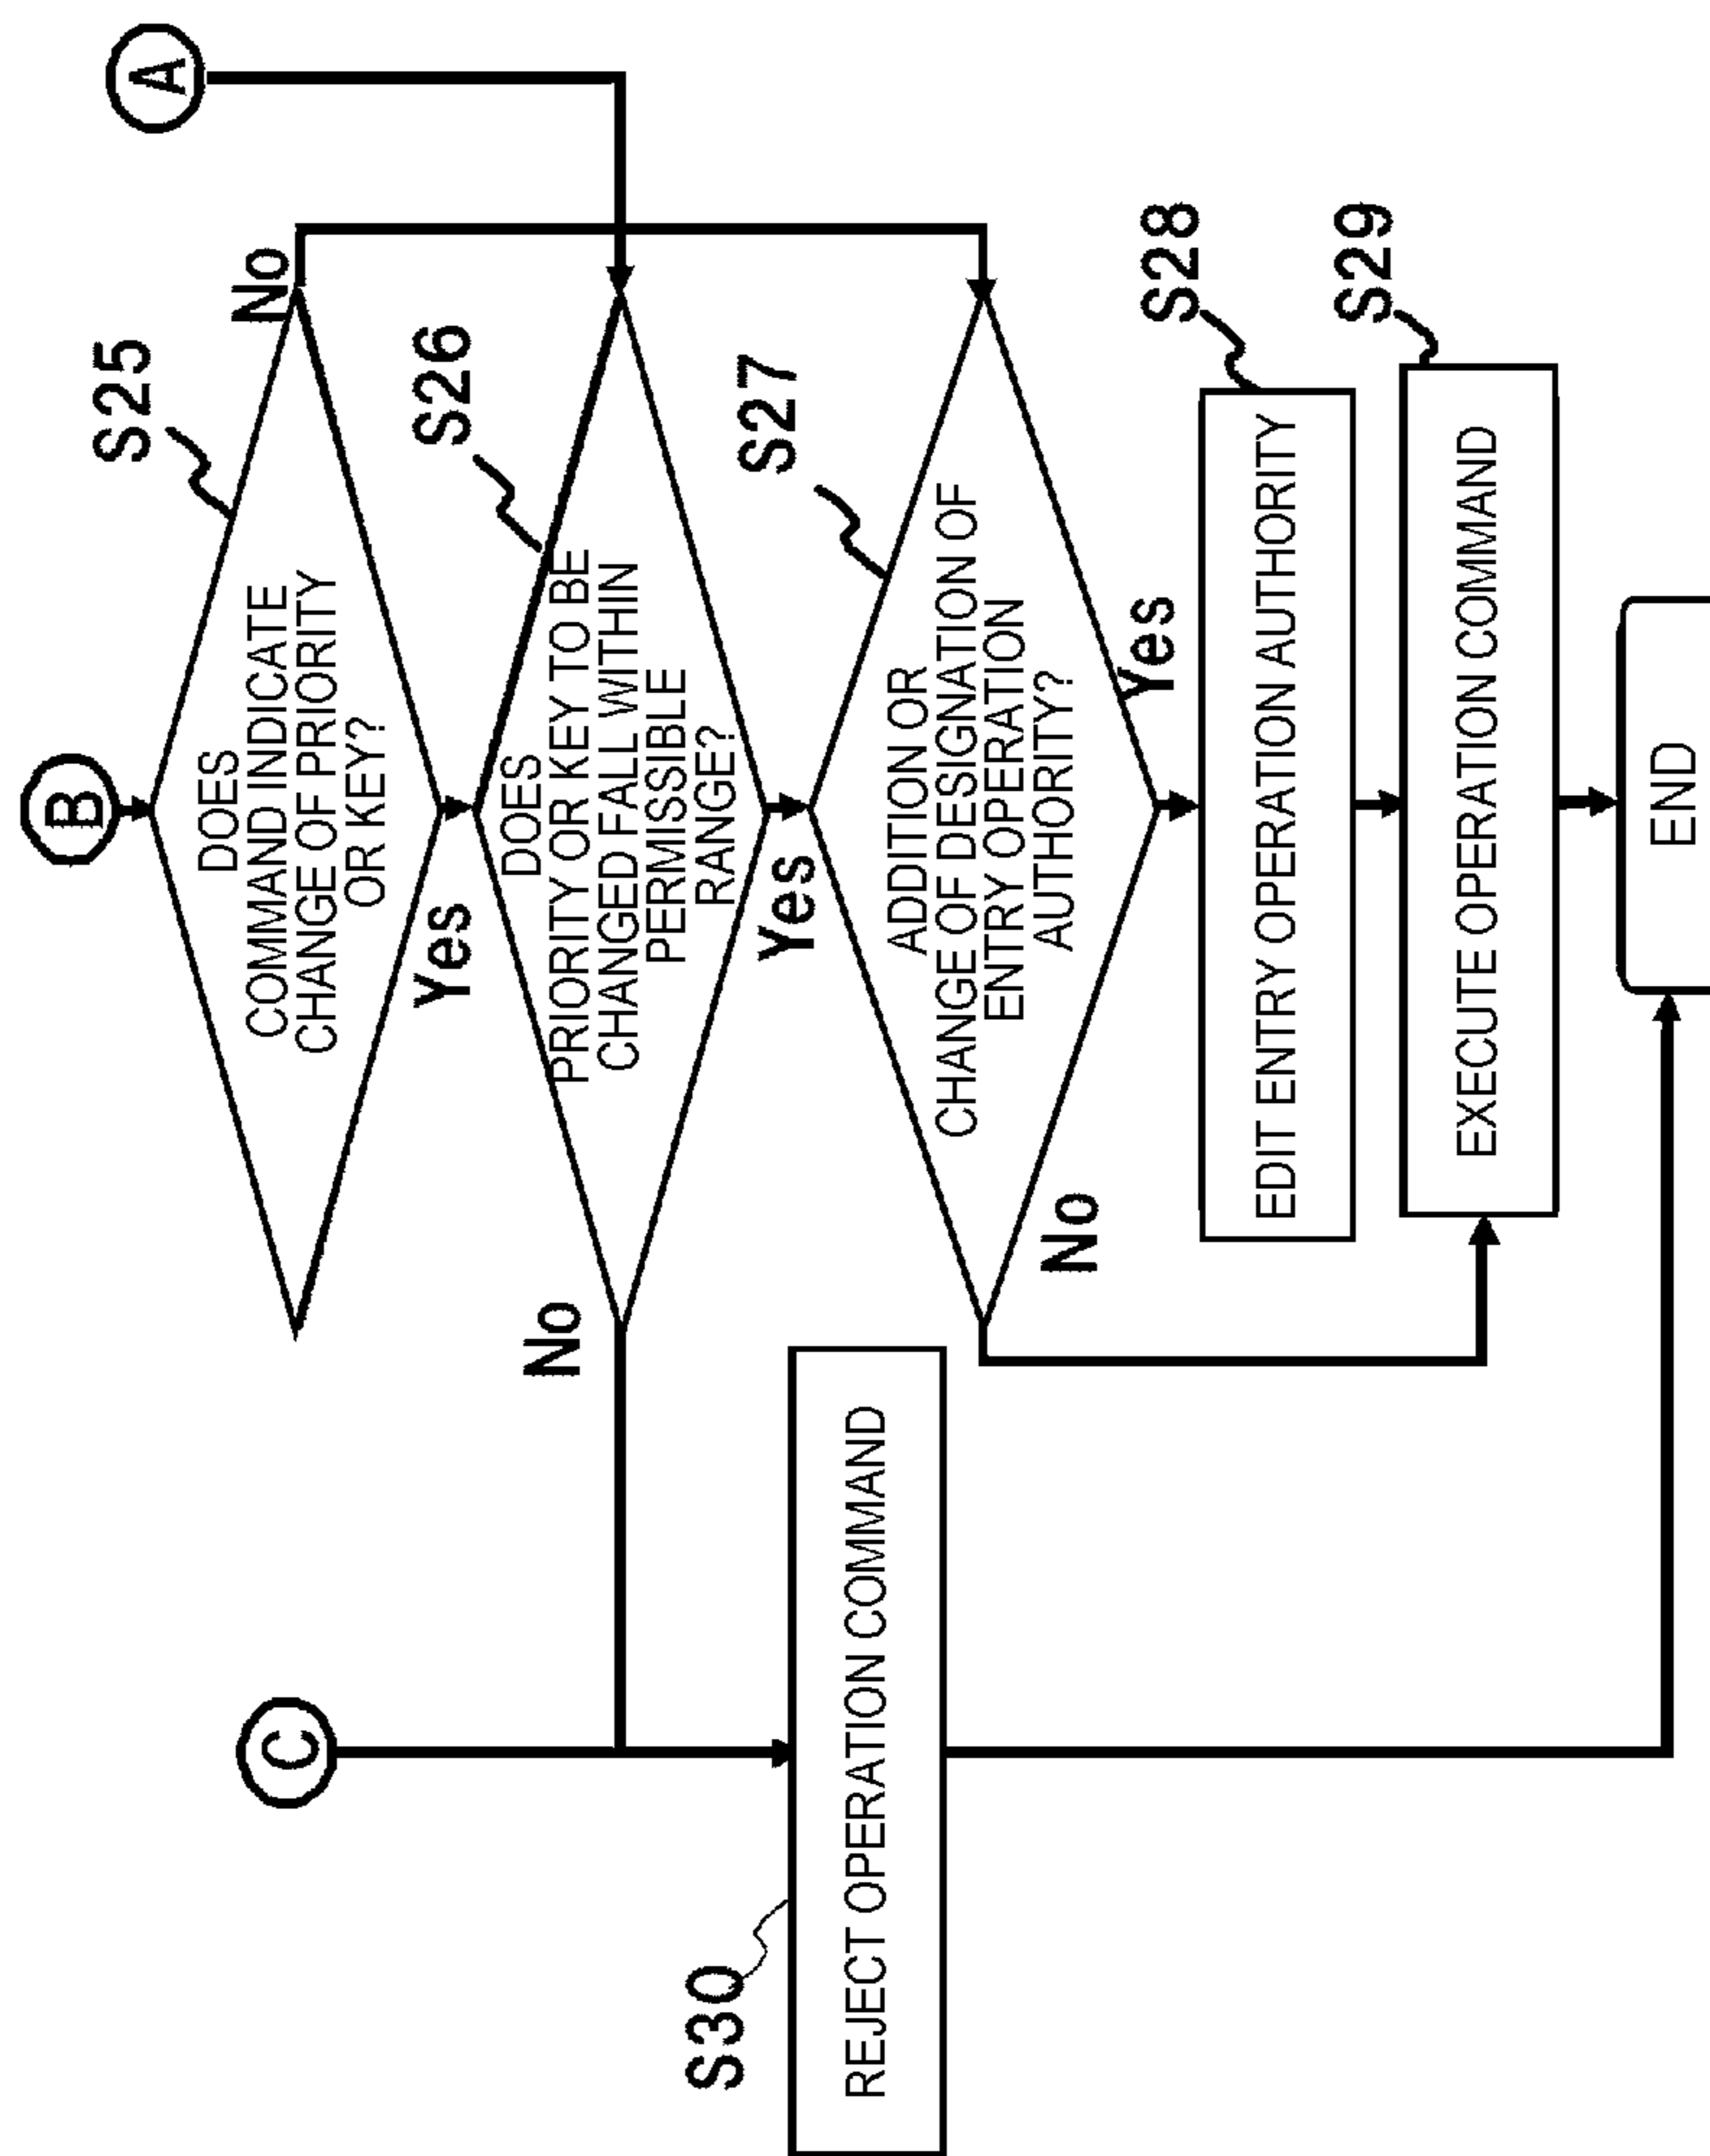 B
S25
DOES
COMMAND INDICATE
CHANGE OF PRIORITY
OR KEY?
No
A
Yes
S26
DOES
PRIORITY OR KEY TO BE
CHANGED FALL WITHIN
PERMISSIBLE
RANGE?
No
C
Yes
S27
ADDITION OR
CHANGE OF DESIGNATION OF
ENTRY OPERATION
AUTHORITY?
No
Yes
S30
REJECT OPERATION COMMAND
S28
EDIT ENTRY OPERATION AUTHORITY
S29
EXECUTE OPERATION COMMAND
END